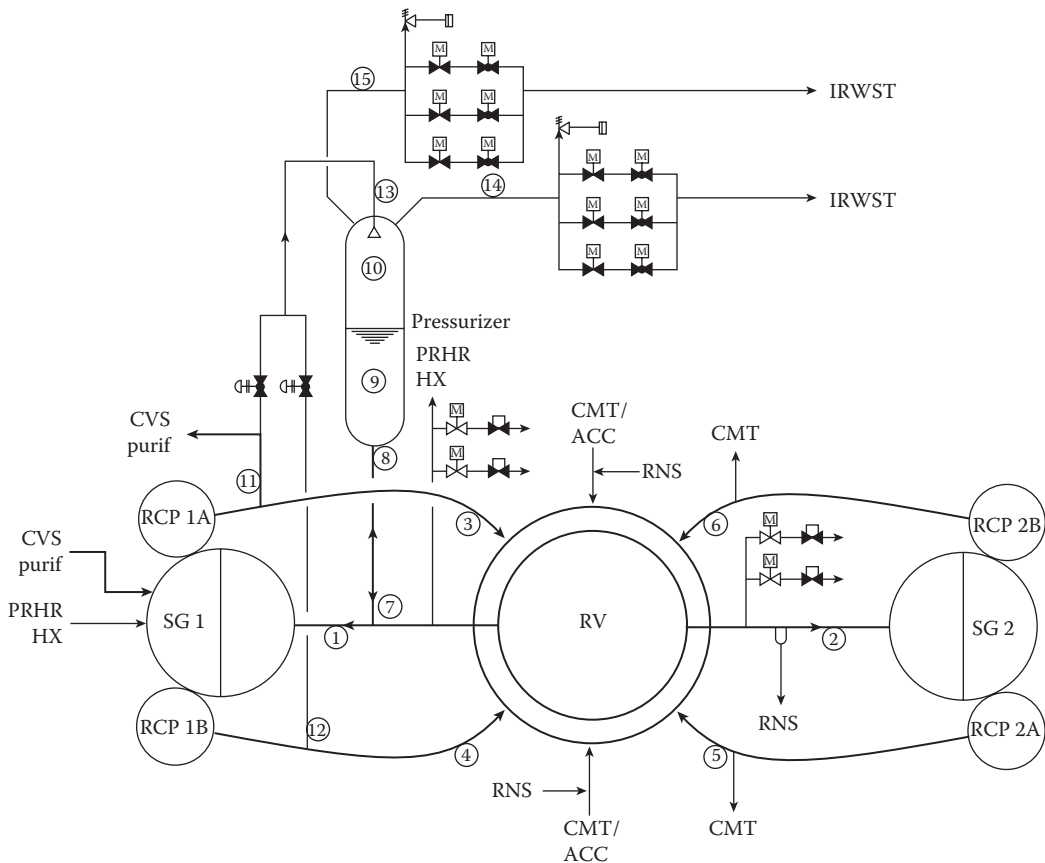 M
M
15
M
M
IRWST
M
M
13
14
M
M
IRWST
M
M
10
M
M
Pressurizer
PRHR
HX
9
M
CMT/
ACC
CMT
CVS
purif
8
M
RNS
11
RCP 1A
3
6
M
RCP 2B
CVS
purif
M
PRHR
HX
SG 1
7
1
RV
2
SG 2
RNS
RCP 1B
12
4
5
RCP 2A
RNS
CMT/
ACC
CMT